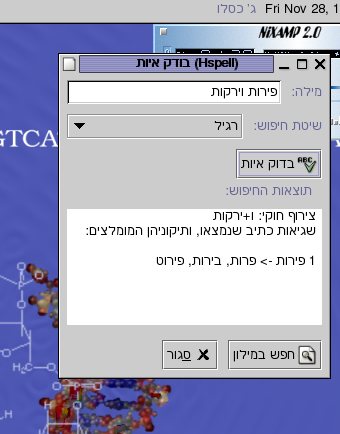 ג' כסלו Fri Nov 28, 1
NIXAMP 2.0
בודק איות (Hspell)
מילה: פירות וירקות
GTCA
שיטת חיפוש: רגיל
בדוק איות
תוצאות החיפוש:
צירוף חוקי: ו+ירקות
שגיאות כתיב שנמצאו, ותיקוניהן המומלצים:
1 פירות -> פרות, בירות, פירוט
חפש במילון סגור
H₃C